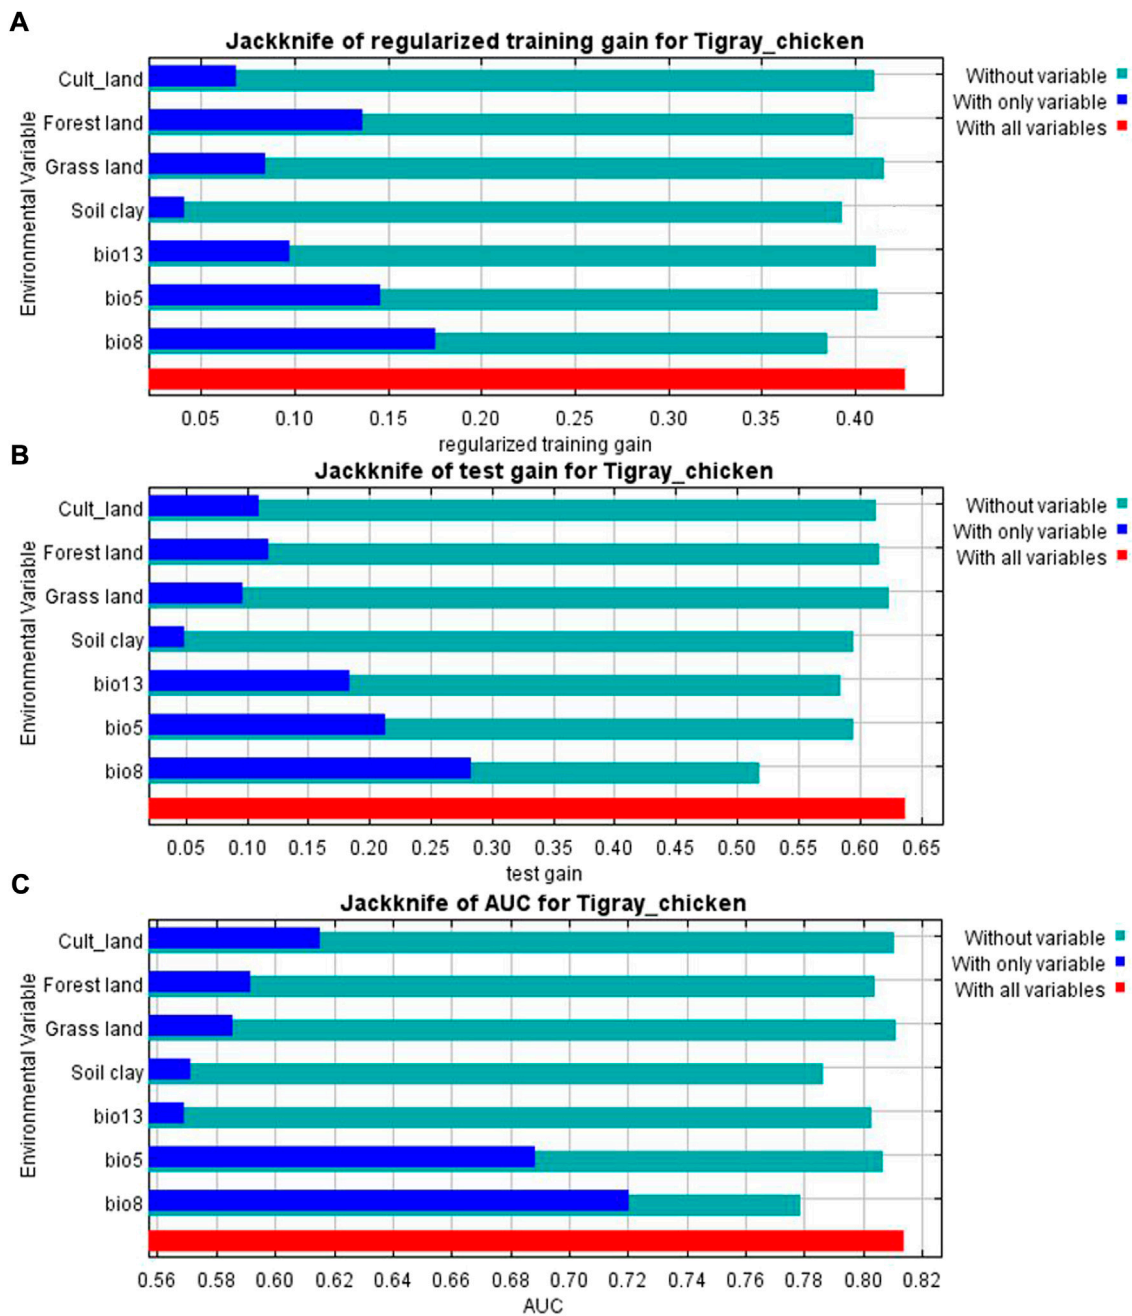 A
Jackknife of regularized training gain for Tigray_chicken
Environmental Variable
Cult_land
Forest land
Grass land
Soil clay
bio13
bio5
bio8
Without variable
With only variable
With all variables
0.05 0.10 0.15 0.20 0.25 0.30 0.35 0.40
regularized training gain
B
Jackknife of test gain for Tigray_chicken
Environmental Variable
Cult_land
Forest land
Grass land
Soil clay
bio13
bio5
bio8
Without variable
With only variable
With all variables
0.05 0.10 0.15 0.20 0.25 0.30 0.35 0.40 0.45 0.50 0.55 0.60 0.65
test gain
C
Jackknife of AUC for Tigray_chicken
Environmental Variable
Cult_land
Forest land
Grass land
Soil clay
bio13
bio5
bio8
Without variable
With only variable
With all variables
0.56 0.58 0.60 0.62 0.64 0.66 0.68 0.70 0.72 0.74 0.76 0.78 0.80 0.82
AUC